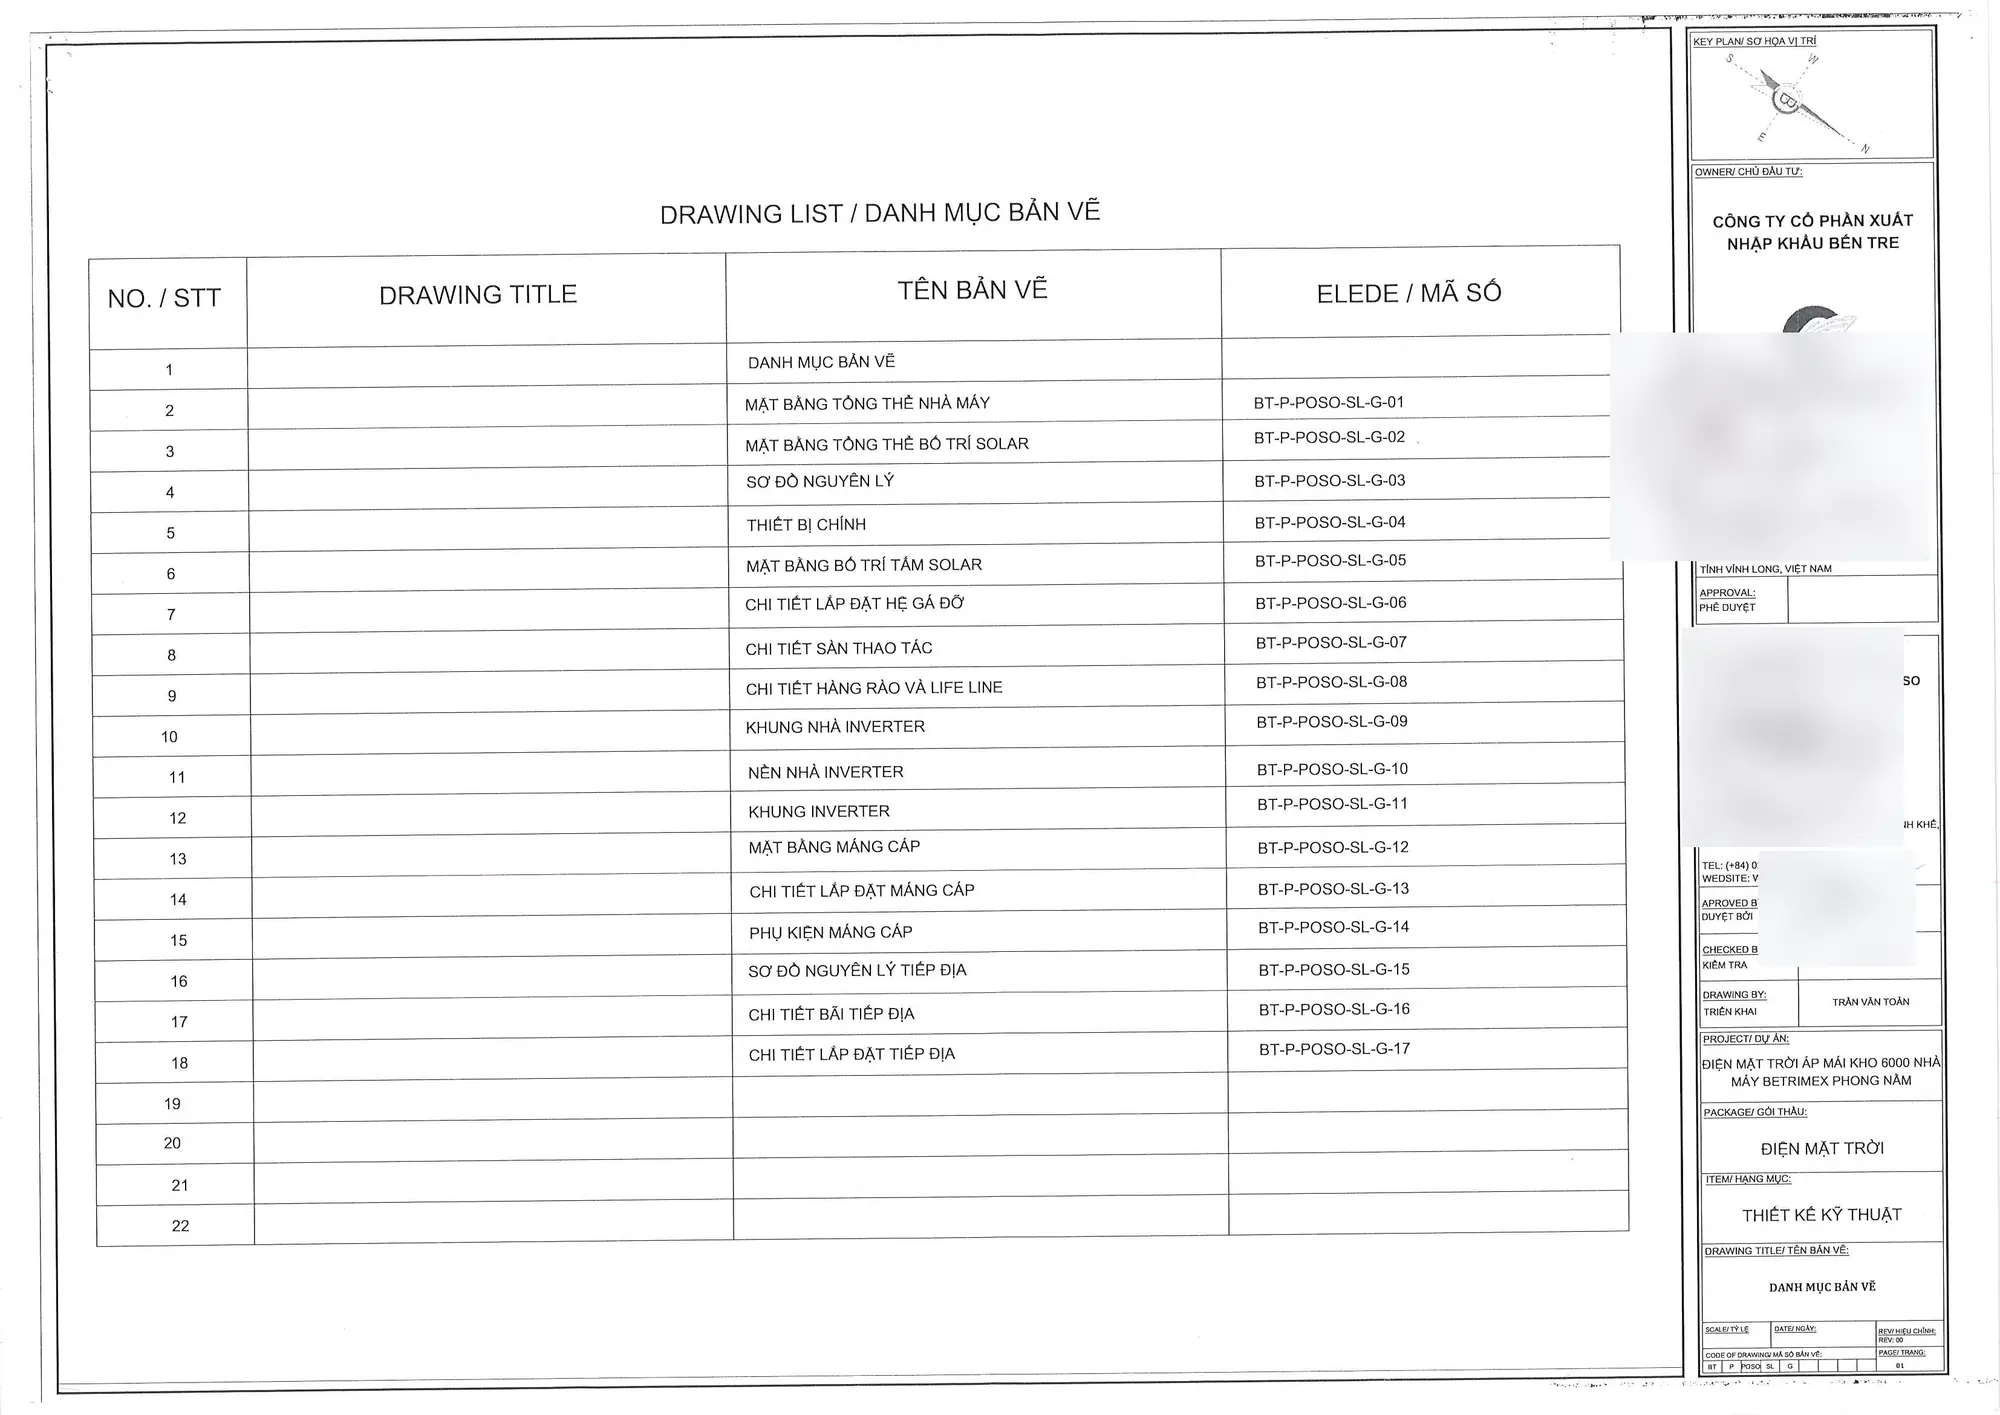 DRAWING LIST / DANH MỤC BẢN VẼ
NO. / STT DRAWING TITLE TÊN BẢN VẼ ELEDE / MÃ SỐ
1 DANH MỤC BẢN VẼ
2 MẶT BẰNG TỔNG THỂ NHÀ MÁY BT-P-POSO-SL-G-01
3 MẶT BẰNG TỔNG THỂ BỐ TRÍ SOLAR BT-P-POSO-SL-G-02
4 SƠ ĐỒ NGUYÊN LÝ BT-P-POSO-SL-G-03
5 THIẾT BỊ CHÍNH BT-P-POSO-SL-G-04
6 MẶT BẰNG BỐ TRÍ TẤM SOLAR BT-P-POSO-SL-G-05
7 CHI TIẾT LẮP ĐẶT HỆ GÁ ĐỠ BT-P-POSO-SL-G-06
8 CHI TIẾT SÀN THAO TÁC BT-P-POSO-SL-G-07
9 CHI TIẾT HÀNG RÀO VÀ LIFE LINE BT-P-POSO-SL-G-08
10 KHUNG NHÀ INVERTER BT-P-POSO-SL-G-09
11 NỀN NHÀ INVERTER BT-P-POSO-SL-G-10
12 KHUNG INVERTER BT-P-POSO-SL-G-11
13 MẶT BẰNG MÁNG CÁP BT-P-POSO-SL-G-12
14 CHI TIẾT LẮP ĐẶT MÁNG CÁP BT-P-POSO-SL-G-13
15 PHỤ KIỆN MÁNG CÁP BT-P-POSO-SL-G-14
16 SƠ ĐỒ NGUYÊN LÝ TIẾP ĐỊA BT-P-POSO-SL-G-15
17 CHI TIẾT BÃI TIẾP ĐỊA BT-P-POSO-SL-G-16
18 CHI TIẾT LẮP ĐẶT TIẾP ĐỊA BT-P-POSO-SL-G-17
19
20
21
22
KEY PLAN/ SƠ HỌA VỊ TRÍ
S W
B
E N
OWNER/ CHỦ ĐẦU TƯ:
CÔNG TY CỔ PHẦN XUẤT
NHẬP KHẨU BẾN TRE
TỈNH VĨNH LONG, VIỆT NAM
APPROVAL:
PHÊ DUYỆT
SO
NH KHÊ,
TEL: (+84) 0
WEDSITE: W
APROVED B
DUYỆT BỞI
CHECKED B
KIỂM TRA
DRAWING BY:
TRIỂN KHAI
TRẦN VĂN TOẢN
PROJECT/ DỰ ÁN:
ĐIỆN MẶT TRỜI ÁP MÁI KHO 6000 NHÀ
MÁY BETRIMEX PHONG NẪM
PACKAGE/ GÓI THẦU:
ĐIỆN MẶT TRỜI
ITEM/ HẠNG MỤC:
THIẾT KẾ KỸ THUẬT
DRAWING TITLE/ TÊN BẢN VẼ:
DANH MỤC BẢN VẼ
SCALE/ TỶ LỆ DATE/ NGÀY: REV/ HIỆU CHỈNH:
REV: 00
CODE OF DRAWING/ MÃ SỐ BẢN VẼ: PAGE/ TRANG:
BT P POSO SL G 01